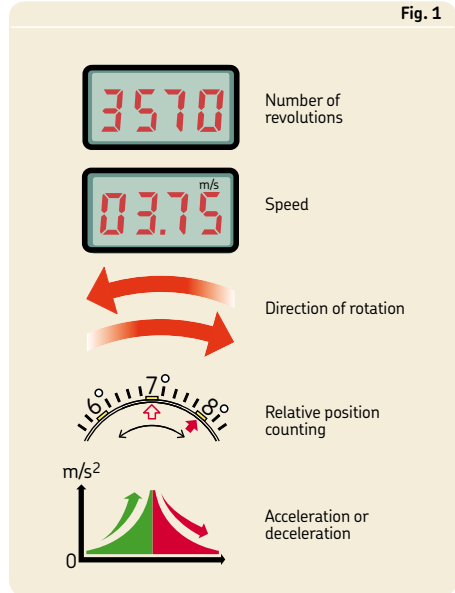 Fig. 1
3570
Number of
revolutions
m/s
03.75
Speed
Direction of rotation
6° 7° 8°
Relative position
counting
m/s²
0
Acceleration or
deceleration